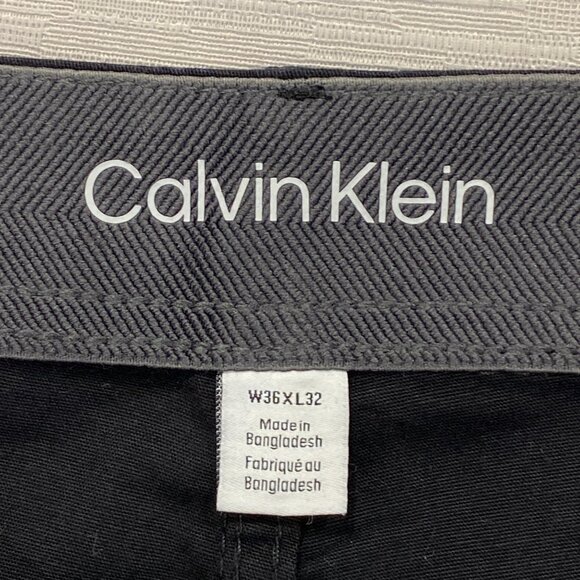 Calvin Klein
W36XL32
Made in
Bangladesh
Fabriqué au
Bangladesh